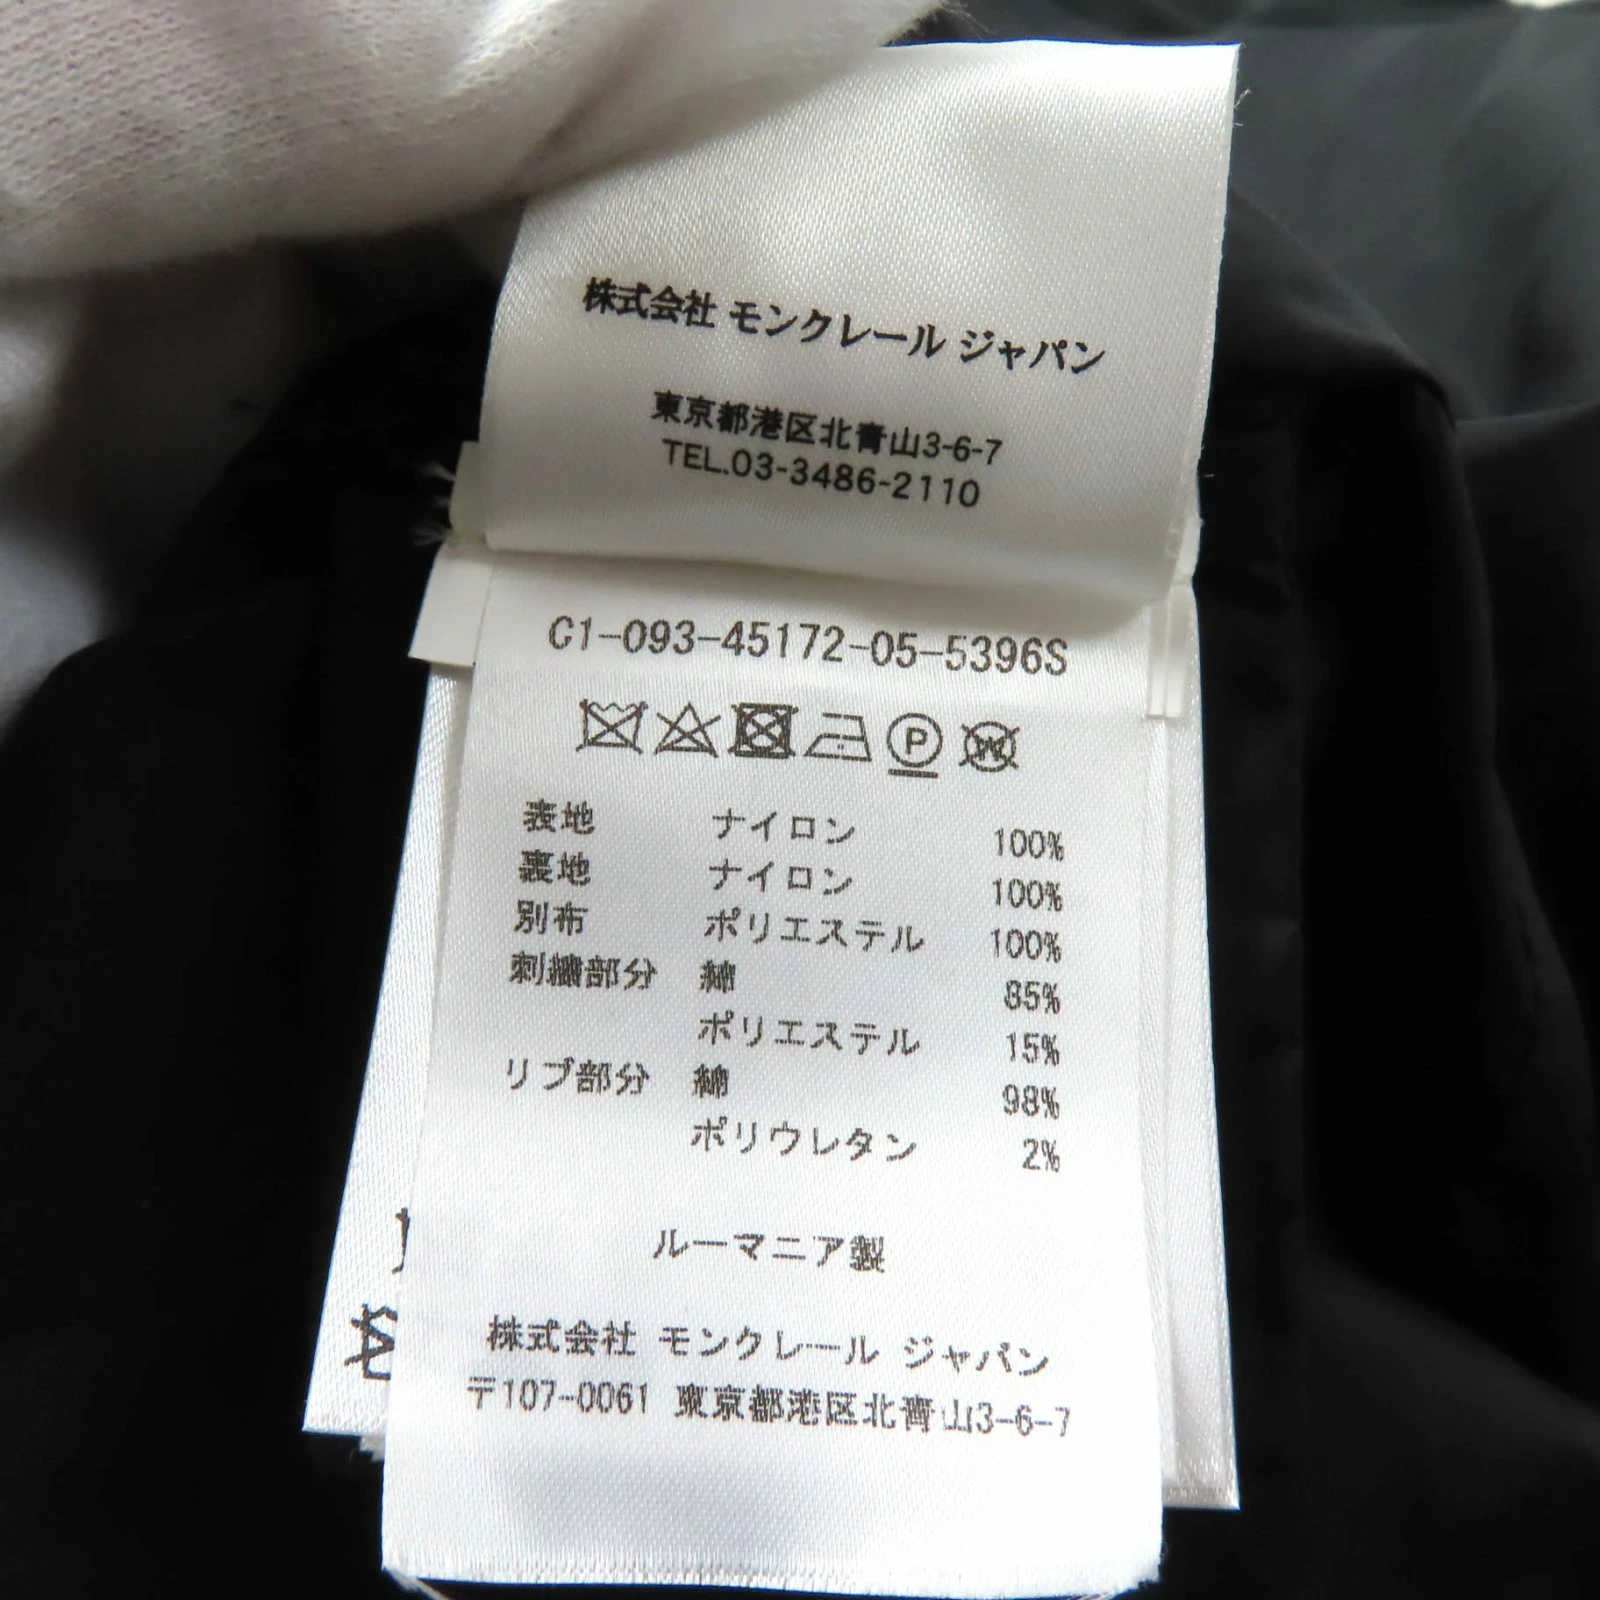 株式会社 モンクレール ジャパン
東京都港区北青山3-6-7
TEL.03-3486-2110
C1-093-45172-05-5396S
P W
表地 ナイロン 100%
裏地 ナイロン 100%
別布 ポリエステル 100%
刺繍部分 綿 85%
ポリエステル 15%
リブ部分 綿 98%
ポリウレタン 2%
ルーマニア製
株式会社 モンクレール ジャパン
〒107-0061 東京都港区北青山3-6-7